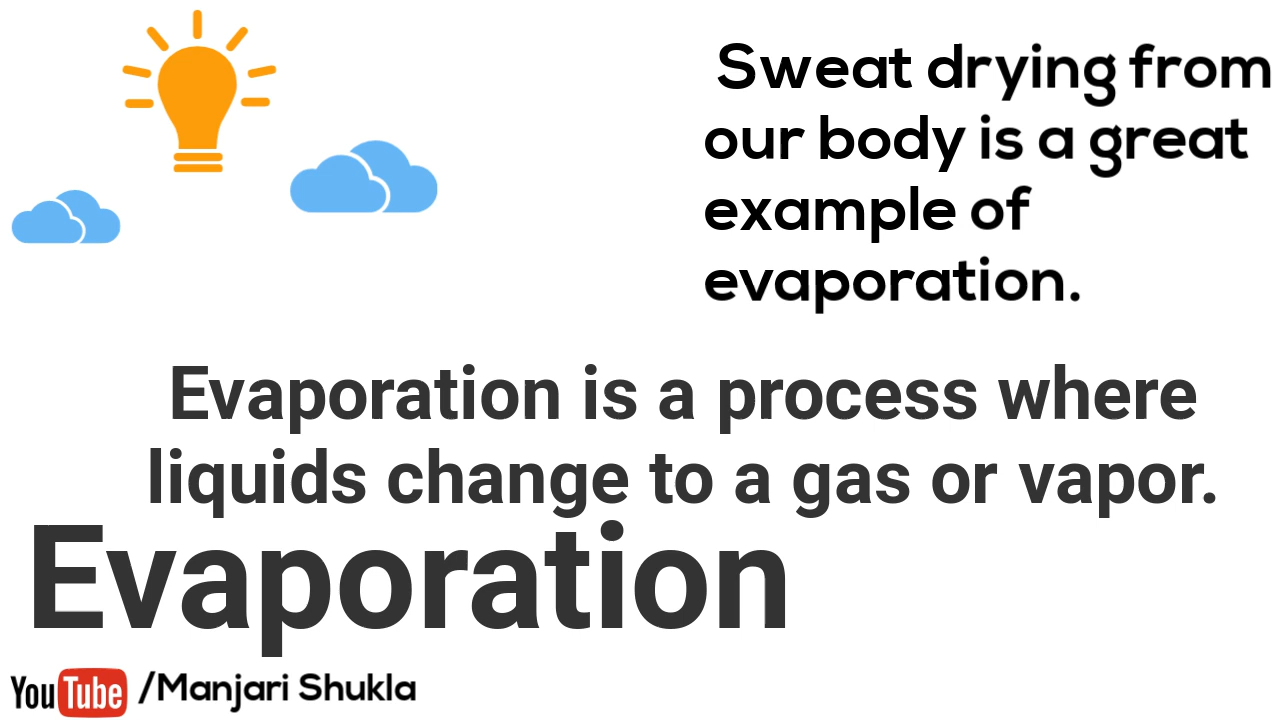 Sweat drying from
our body is a great
example of
evaporation.
Evaporation is a process where
liquids change to a gas or vapor.
Evaporation
YouTube /Manjari Shukla